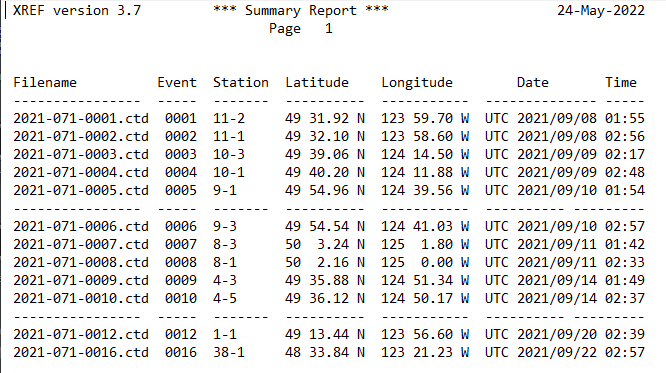 XREF version 3.7         *** Summary Report ***                     24-May-2022
                                Page   1
Filename          Event  Station  Latitude    Longitude        Date       Time
----------------  -----  -------  ----------  -----------  -------------- -----
2021-071-0001.ctd  0001  11-2     49 31.92 N  123 59.70 W  UTC 2021/09/08 01:55
2021-071-0002.ctd  0002  11-1     49 32.10 N  123 58.60 W  UTC 2021/09/08 02:56
2021-071-0003.ctd  0003  10-3     49 39.06 N  124 14.50 W  UTC 2021/09/09 02:17
2021-071-0004.ctd  0004  10-1     49 40.20 N  124 11.88 W  UTC 2021/09/09 02:48
2021-071-0005.ctd  0005  9-1      49 54.96 N  124 39.56 W  UTC 2021/09/10 01:54
----------------  -----  -------  ----------  -----------  ---------- --------
2021-071-0006.ctd  0006  9-3      49 54.54 N  124 41.03 W  UTC 2021/09/10 02:57
2021-071-0007.ctd  0007  8-3      50  3.24 N  125  1.80 W  UTC 2021/09/11 01:42
2021-071-0008.ctd  0008  8-1      50  2.16 N  125  0.00 W  UTC 2021/09/11 02:33
2021-071-0009.ctd  0009  4-3      49 35.88 N  124 51.34 W  UTC 2021/09/14 01:49
2021-071-0010.ctd  0010  4-5      49 36.12 N  124 50.17 W  UTC 2021/09/14 02:37
----------------  -----  -------  ----------  -----------  ---------- --------
2021-071-0012.ctd  0012  1-1      49 13.44 N  123 56.60 W  UTC 2021/09/20 02:39
2021-071-0016.ctd  0016  38-1     48 33.84 N  123 21.23 W  UTC 2021/09/22 02:57